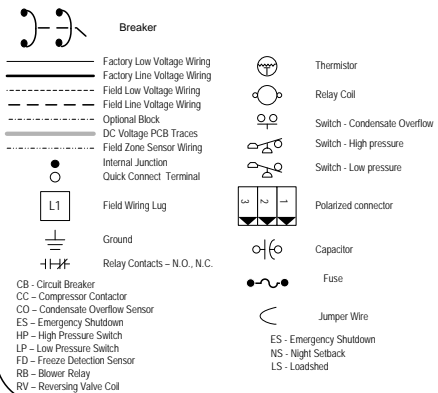 Breaker
Factory Low Voltage Wiring
Factory Line Voltage Wiring
Field Low Voltage Wiring
Field Line Voltage Wiring
Optional Block
DC Voltage PCB Traces
Field Zone Sensor Wiring
Internal Junction
Quick Connect Terminal
L1
Field Wiring Lug
Ground
Relay Contacts – N.O., N.C.
CB - Circuit Breaker
CC – Compressor Contactor
CO – Condensate Overflow Sensor
ES – Emergency Shutdown
HP – High Pressure Switch
LP – Low Pressure Switch
FD – Freeze Detection Sensor
RB – Blower Relay
RV – Reversing Valve Coil
Thermistor
Relay Coil
Switch - Condensate Overflow
Switch - High pressure
Switch - Low pressure
3 2 1
Polarized connector
Capacitor
Fuse
Jumper Wire
ES - Emergency Shutdown
NS - Night Setback
LS - Loadshed